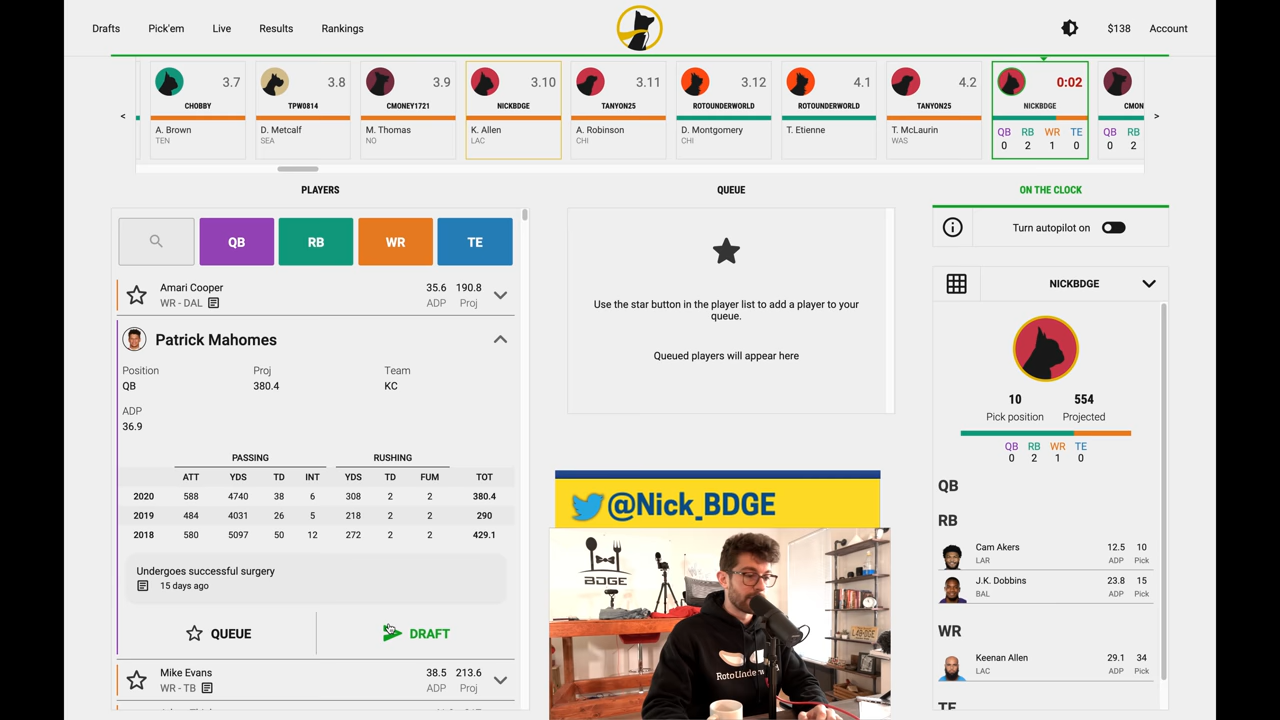 Drafts Pick'em Live Results Rankings $138 Account
3.7 3.8 3.9 3.10 3.11 3.12 4.1 4.2 0:02
CHOBBY TPW0814 CMONEY1721 NICKBDGE TANYON25 ROTOUNDERWORLD ROTOUNDERWORLD TANYON25 NICKBDGE CMON
< A. Brown D. Metcalf M. Thomas K. Allen A. Robinson D. Montgomery T. Etienne T. McLaurin QB RB WR TE QB RB >
TEN SEA NO LAC CHI CHI WAS 0 2 1 0 0 2
PLAYERS
QB RB WR TE
Amari Cooper 35.6 190.8
WR - DAL ADP Proj
Patrick Mahomes
Position Proj Team
QB 380.4 KC
ADP
36.9
PASSING RUSHING
ATT YDS TD INT YDS TD FUM TOT
2020 588 4740 38 6 308 2 2 380.4
2019 484 4031 26 5 218 2 2 290
2018 580 5097 50 12 272 2 2 429.1
Undergoes successful surgery
15 days ago
QUEUE DRAFT
Mike Evans 38.5 213.6
WR - TB ADP Proj
QUEUE
Use the star button in the player list to add a player to your
queue.
Queued players will appear here
@Nick_BDGE
BDGE
RotoUnderW
ON THE CLOCK
Turn autopilot on
NICKBDGE
10 554
Pick position Projected
QB RB WR TE
0 2 1 0
QB
RB
Cam Akers 12.5 10
LAR ADP Pick
J.K. Dobbins 23.8 15
BAL ADP Pick
WR
Keenan Allen 29.1 34
LAC ADP Pick
TE